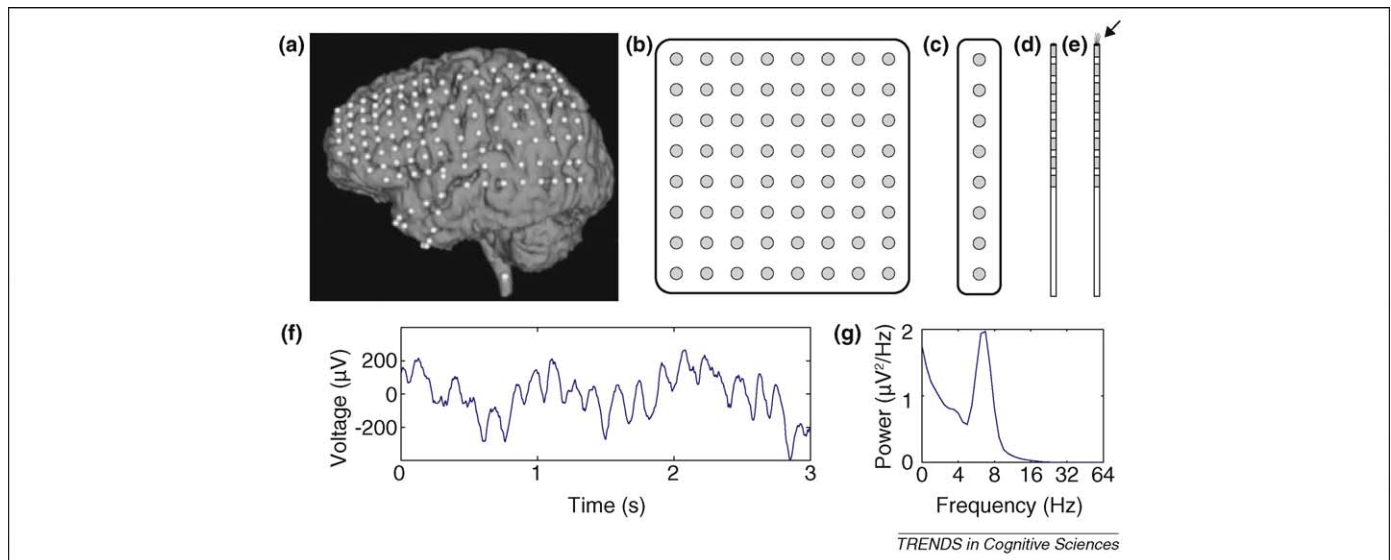 (a)
(b)
(c)
(d)
(e)
(f)
Voltage (µV)
200
0
-200
0
1
2
3
Time (s)
(g)
Power (µV²/Hz)
2
1
0
0
4
8
16
32
64
Frequency (Hz)
TRENDS in Cognitive Sciences